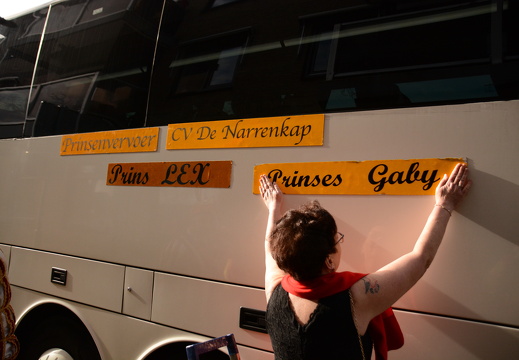 Prinsenvervoer
CV De Narrenkap
Prins LEX
Prinses Gaby